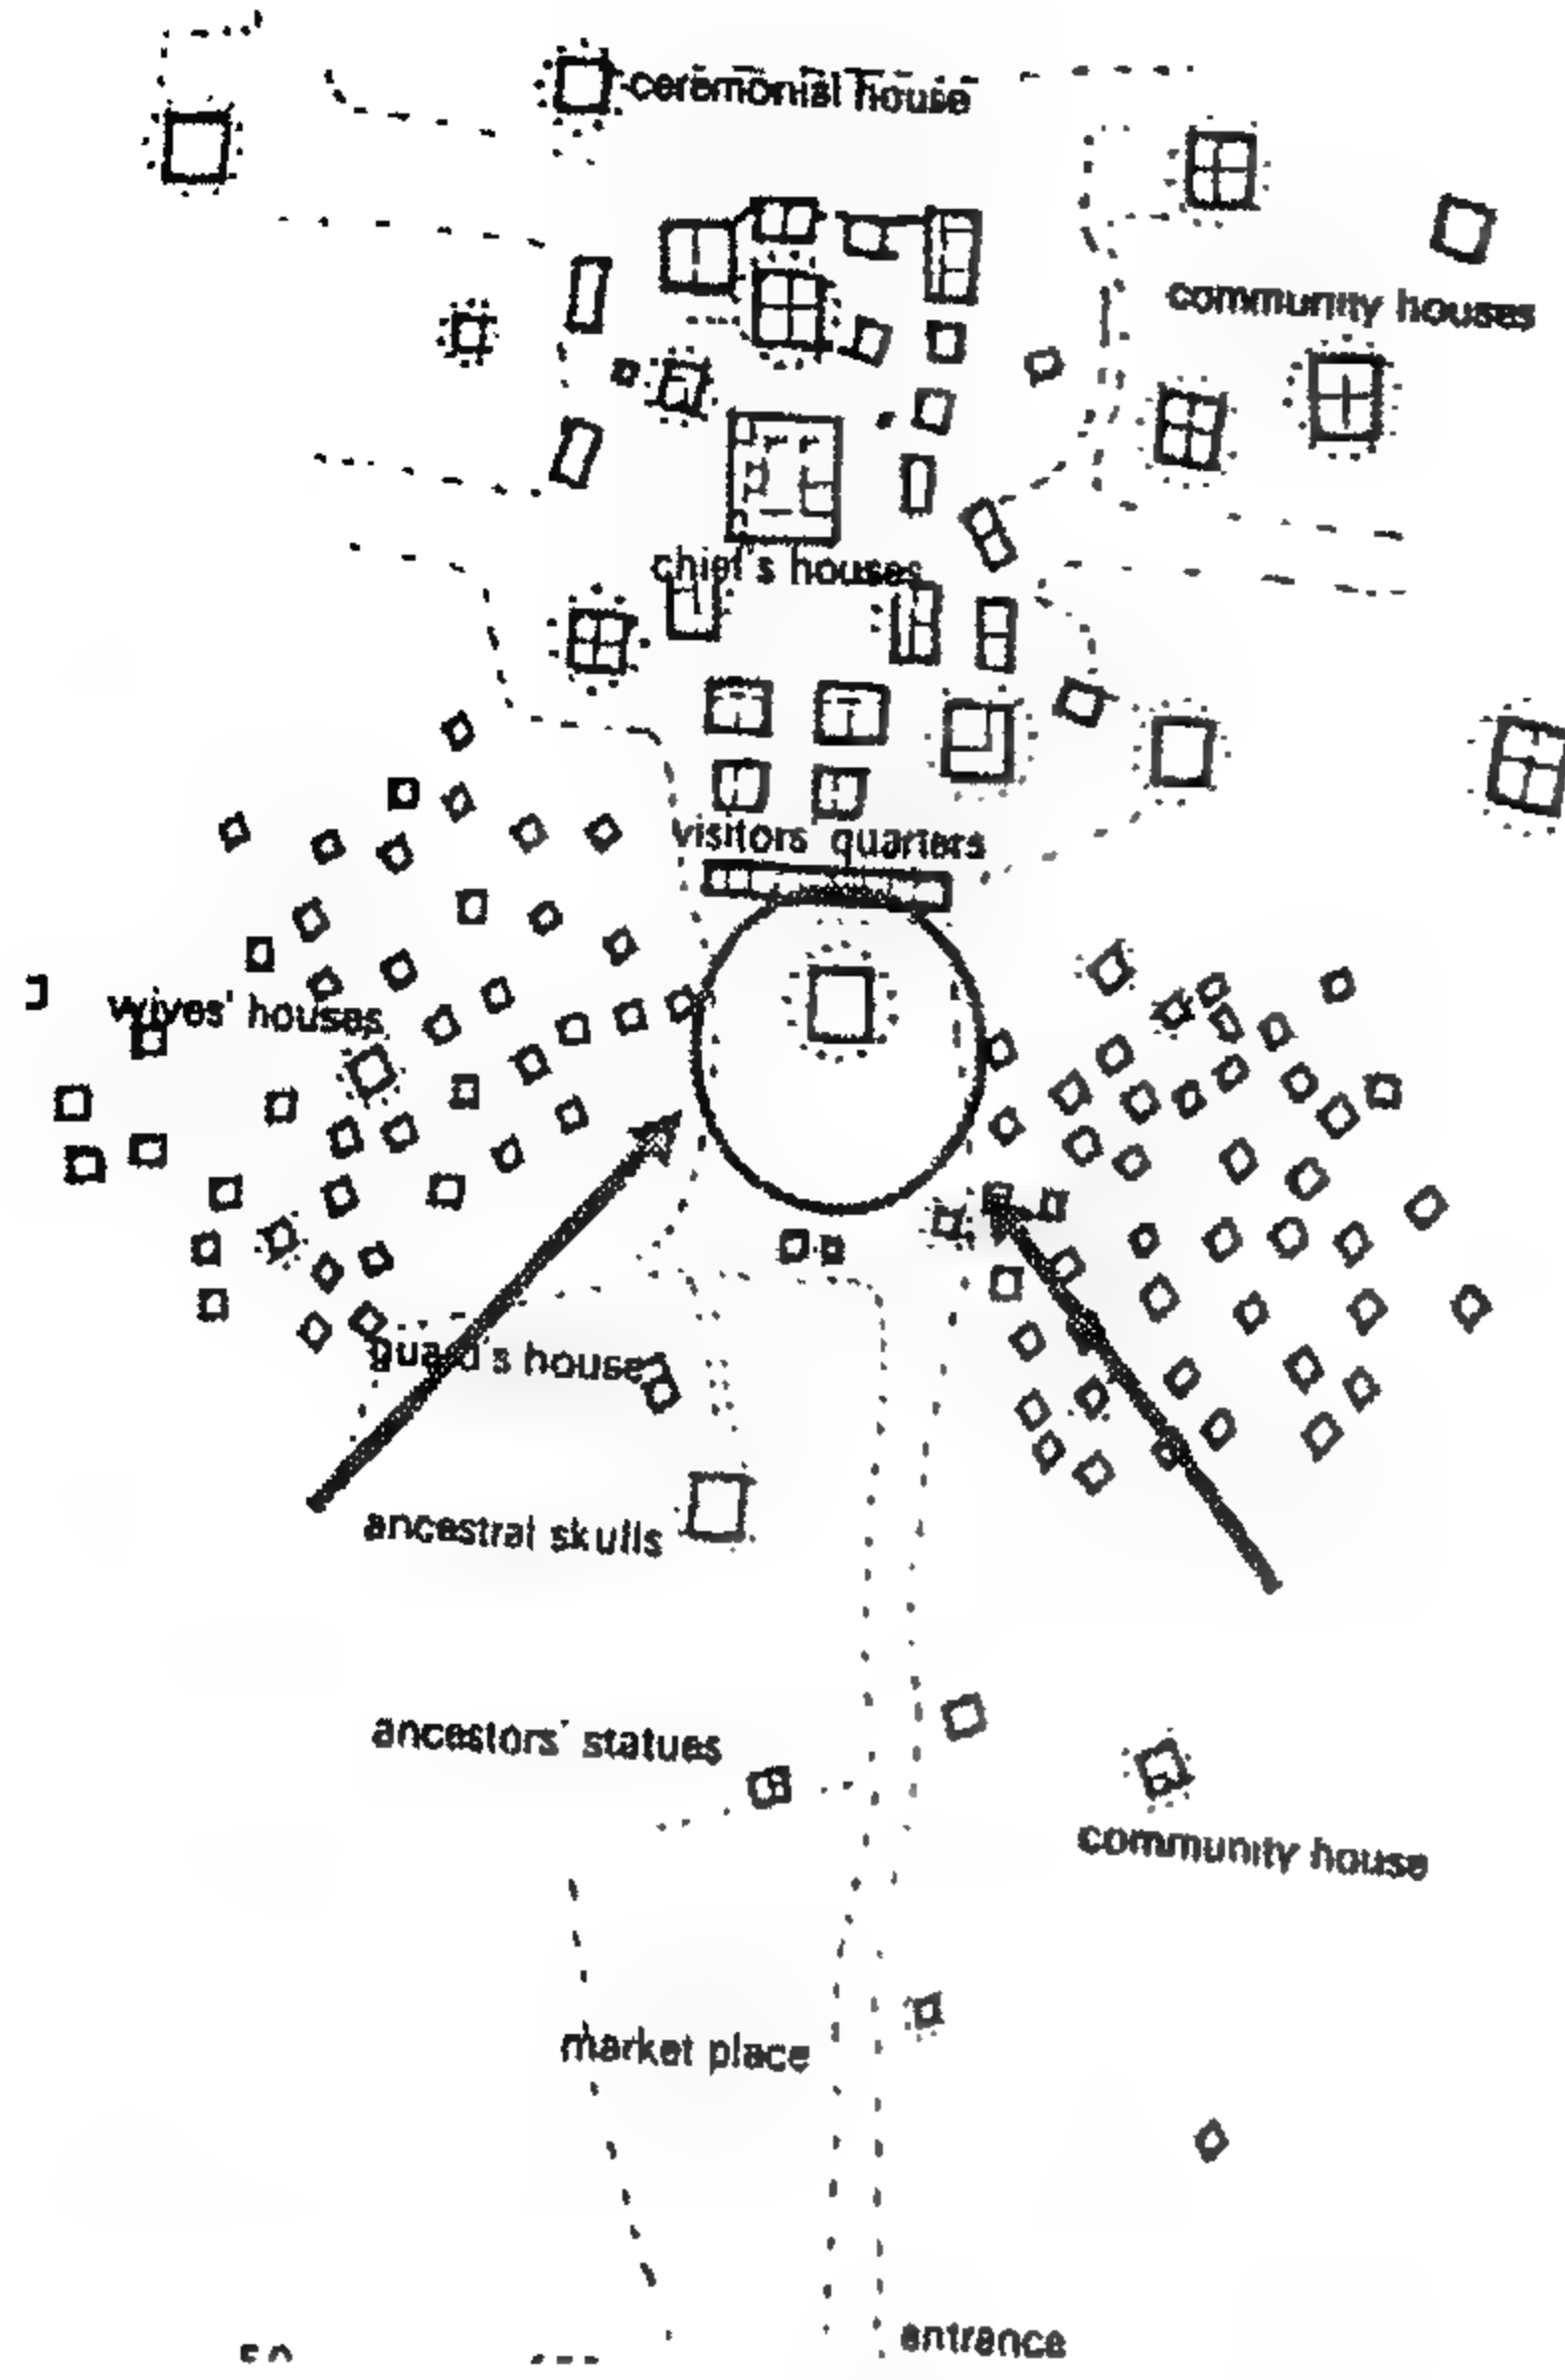 ceremonial house
community houses
chief's houses
visitors quarters
wives' houses
guard's house
ancestral skulls
ancestors' statues
community house
market place
entrance